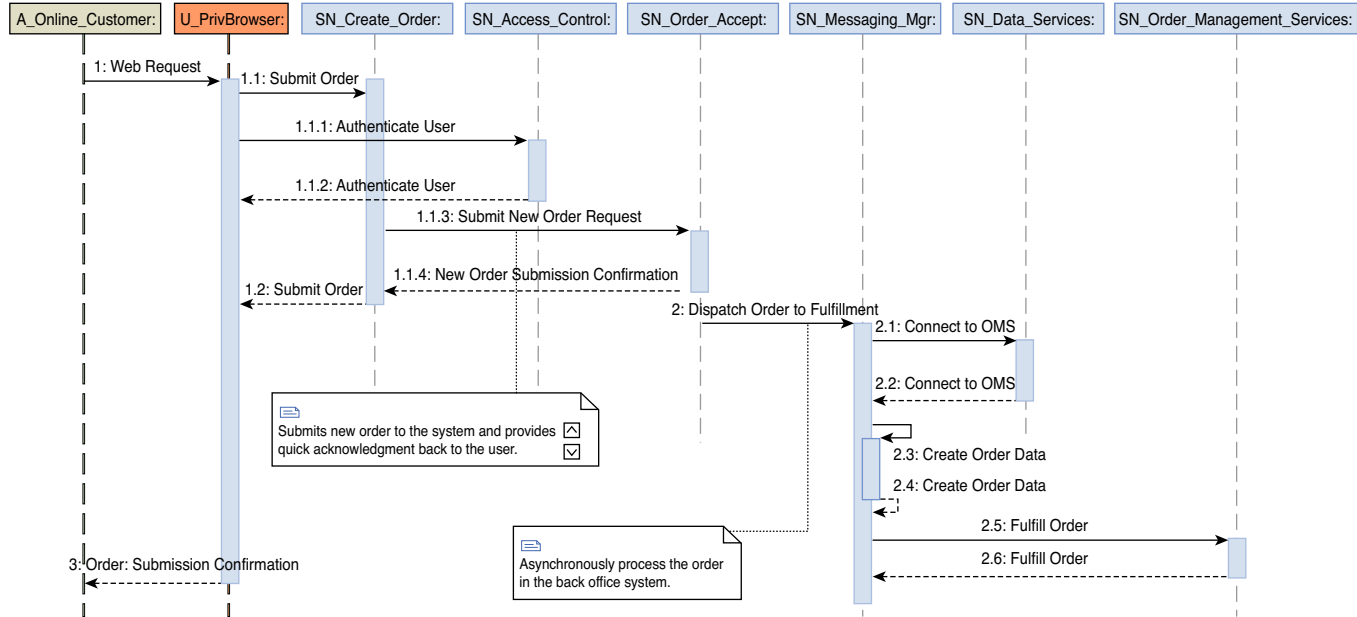 A_Online_Customer:
U_PrivBrowser:
SN_Create_Order:
SN_Access_Control:
SN_Order_Accept:
SN_Messaging_Mgr:
SN_Data_Services:
SN_Order_Management_Services:
1: Web Request
1.1: Submit Order
1.1.1: Authenticate User
1.1.2: Authenticate User
1.1.3: Submit New Order Request
1.1.4: New Order Submission Confirmation
1.2: Submit Order
2: Dispatch Order to Fulfillment
2.1: Connect to OMS
2.2: Connect to OMS
Submits new order to the system and provides
quick acknowledgment back to the user.
2.3: Create Order Data
2.4: Create Order Data
2.5: Fulfill Order
2.6: Fulfill Order
Asynchronously process the order
in the back office system.
3: Order: Submission Confirmation